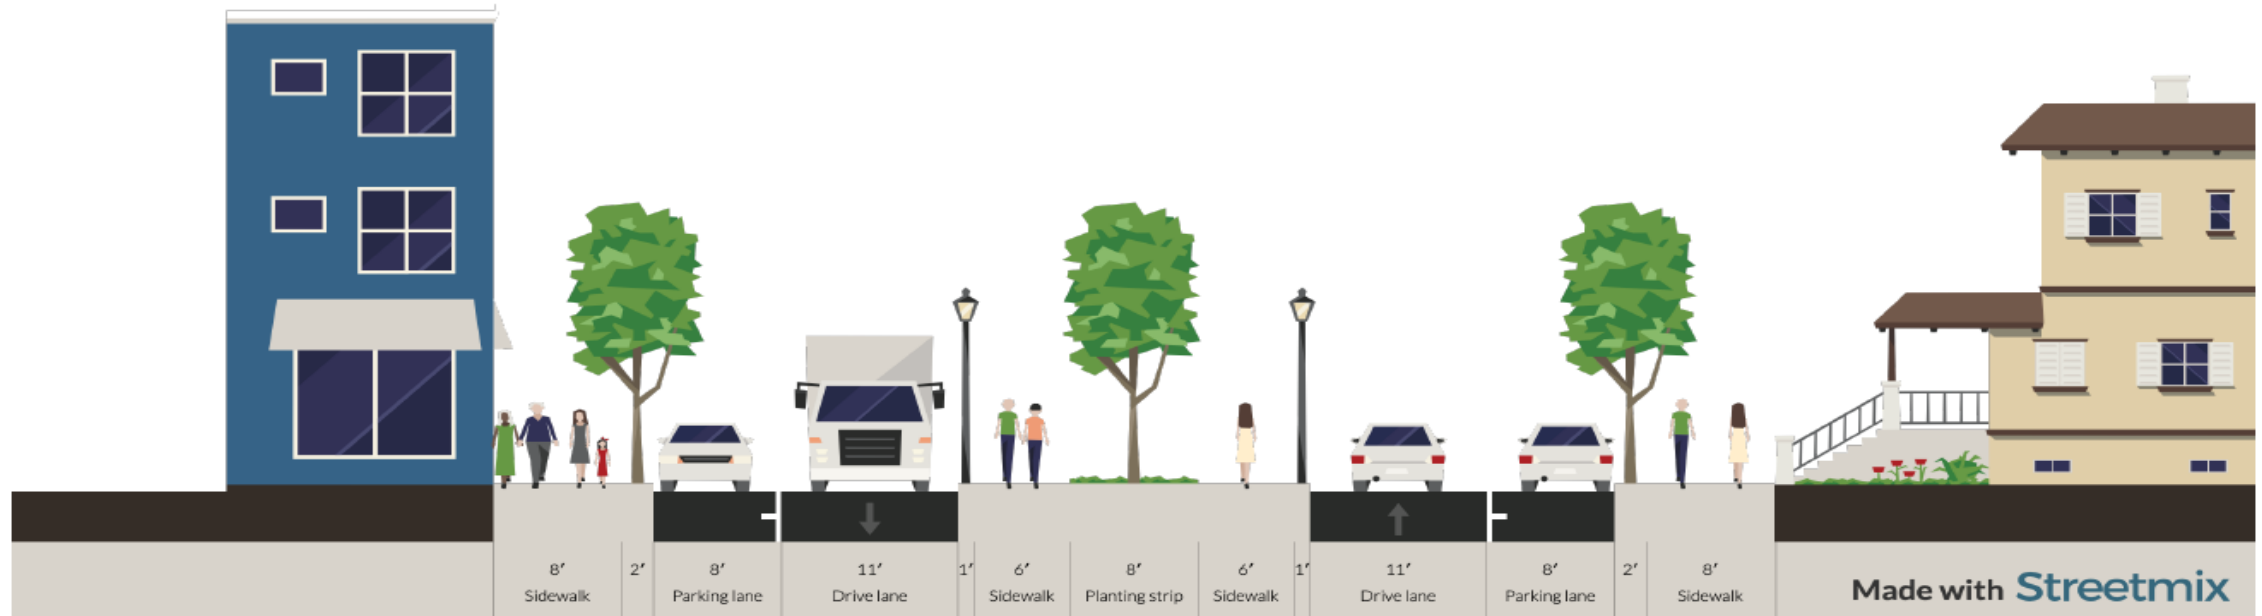 8′ 2′ 8′ 11′ 1′ 6′ 8′ 6′ 1′ 11′ 8′ 2′ 8′
Sidewalk Parking lane Drive lane Sidewalk Planting strip Sidewalk Drive lane Parking lane Sidewalk
Made with Streetmix